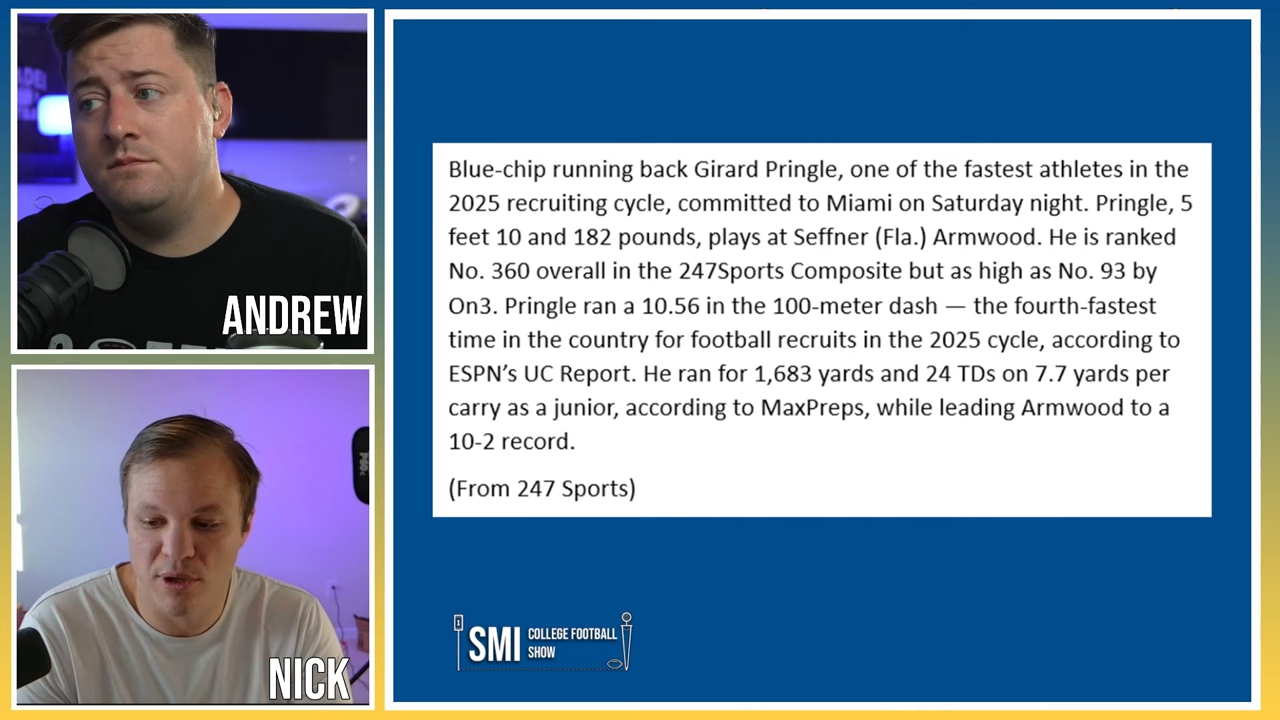 ANDREW
NICK
Blue-chip running back Girard Pringle, one of the fastest athletes in the
2025 recruiting cycle, committed to Miami on Saturday night. Pringle, 5
feet 10 and 182 pounds, plays at Seffner (Fla.) Armwood. He is ranked
No. 360 overall in the 247Sports Composite but as high as No. 93 by
On3. Pringle ran a 10.56 in the 100-meter dash — the fourth-fastest
time in the country for football recruits in the 2025 cycle, according to
ESPN’s UC Report. He ran for 1,683 yards and 24 TDs on 7.7 yards per
carry as a junior, according to MaxPreps, while leading Armwood to a
10-2 record.
(From 247 Sports)
SMI COLLEGE FOOTBALL
SHOW